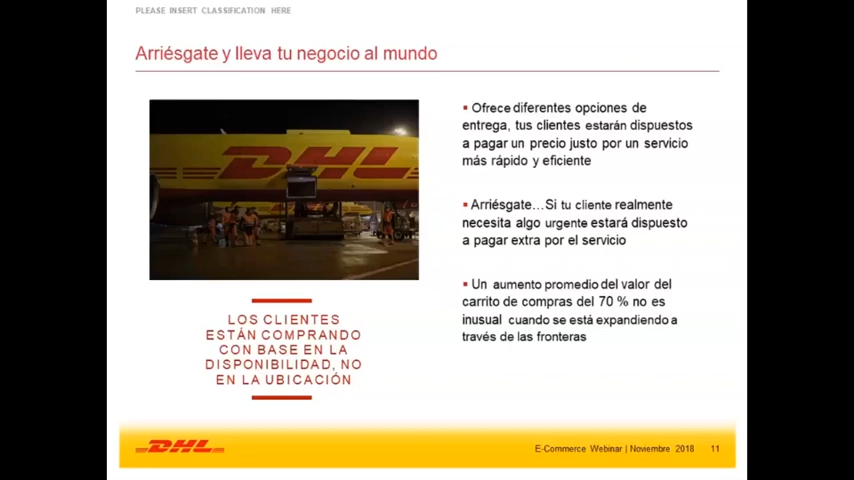 PLEASE INSERT CLASSIFICATION HERE
Arriésgate y lleva tu negocio al mundo
DHL
LOS CLIENTES
ESTÁN COMPRANDO
CON BASE EN LA
DISPONIBILIDAD, NO
EN LA UBICACIÓN
▪ Ofrece diferentes opciones de
entrega, tus clientes estarán dispuestos
a pagar un precio justo por un servicio
más rápido y eficiente
▪ Arriésgate...Si tu cliente realmente
necesita algo urgente estará dispuesto
a pagar extra por el servicio
▪ Un aumento promedio del valor del
carrito de compras del 70 % no es
inusual cuando se está expandiendo a
través de las fronteras
DHL
E-Commerce Webinar | Noviembre 2018 11